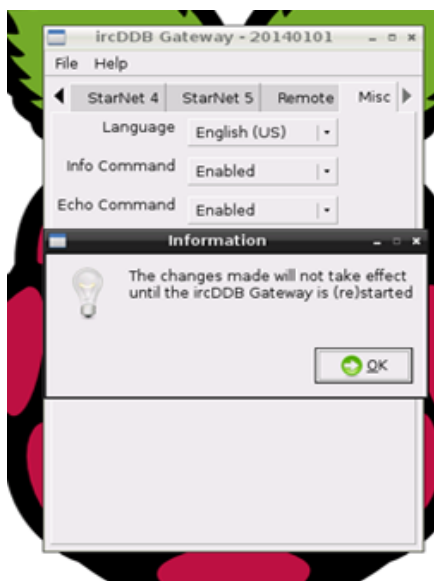 ircDDB Gateway - 20140101
File Help
StarNet 4 StarNet 5 Remote Misc
Language English (US)
Info Command Enabled
Echo Command Enabled
Information
The changes made will not take effect
until the ircDDB Gateway is (re)started
OK